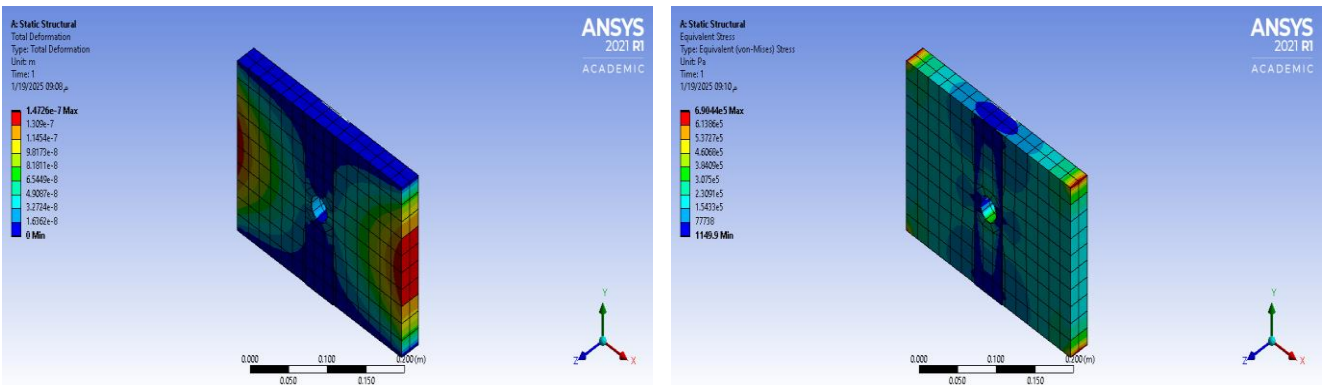 A: Static Structural
Total Deformation
Type: Total Deformation
Unit: m
Time: 1
1/19/2025 09:08 م
1.4726e-7 Max
1.309e-7
1.1454e-7
9.8173e-8
8.1811e-8
6.5449e-8
4.9087e-8
3.2724e-8
1.6362e-8
0 Min
ANSYS
2021 R1
ACADEMIC
0.000
0.100
0.200 (m)
0.050
0.150
Y
Z
X
A: Static Structural
Equivalent Stress
Type: Equivalent (von-Mises) Stress
Unit: Pa
Time: 1
1/19/2025 09:10 م
6.9044e5 Max
6.1386e5
5.3727e5
4.6068e5
3.8409e5
3.075e5
2.3091e5
1.5433e5
77738
1149.9 Min
ANSYS
2021 R1
ACADEMIC
0.000
0.100
0.200 (m)
0.050
0.150
Y
Z
X